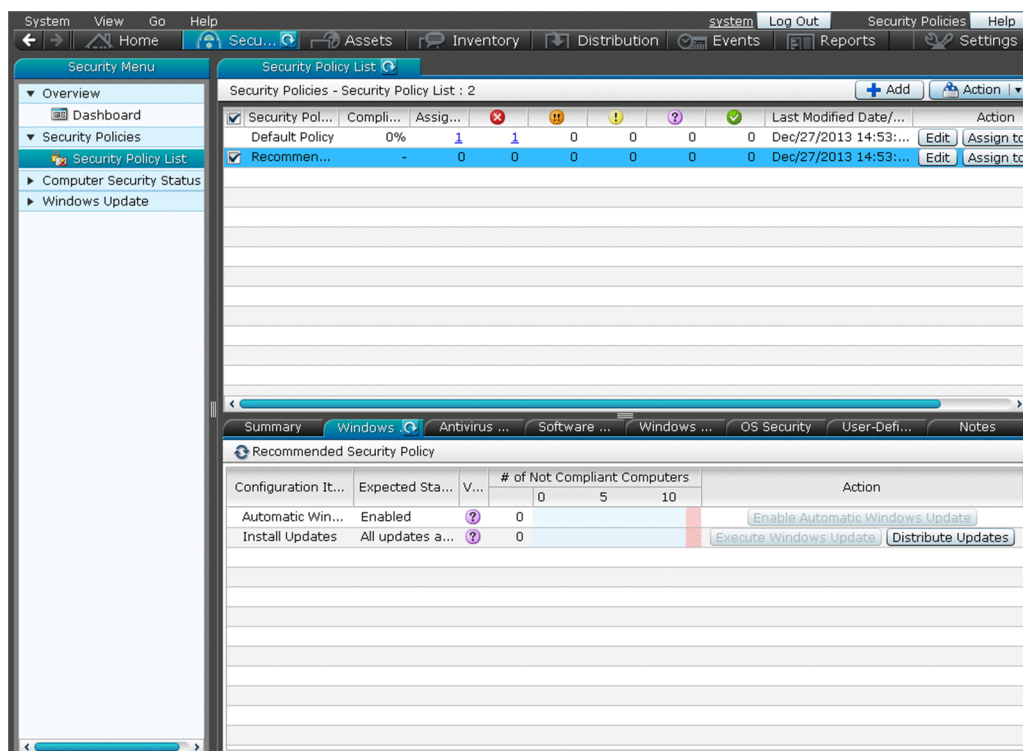 System View Go Help system Log Out Security Policies Help
Home Secu... Assets Inventory Distribution Events Reports Settings
Security Menu
Overview
Dashboard
Security Policies
Security Policy List
Computer Security Status
Windows Update
Security Policy List
Security Policies - Security Policy List : 2 Add Action
Security Pol... Compli... Assig... Last Modified Date/... Action
Default Policy 0% 1 1 0 0 0 0 Dec/27/2013 14:53:... Edit Assign to
Recommen... - 0 0 0 0 0 0 Dec/27/2013 14:53:... Edit Assign to
Summary Windows . Antivirus ... Software ... Windows ... OS Security User-Defi... Notes
Recommended Security Policy
Configuration It... Expected Sta... V... # of Not Compliant Computers Action
0 5 10
Automatic Win... Enabled 0 Enable Automatic Windows Update
Install Updates All updates a... 0 Execute Windows Update Distribute Updates